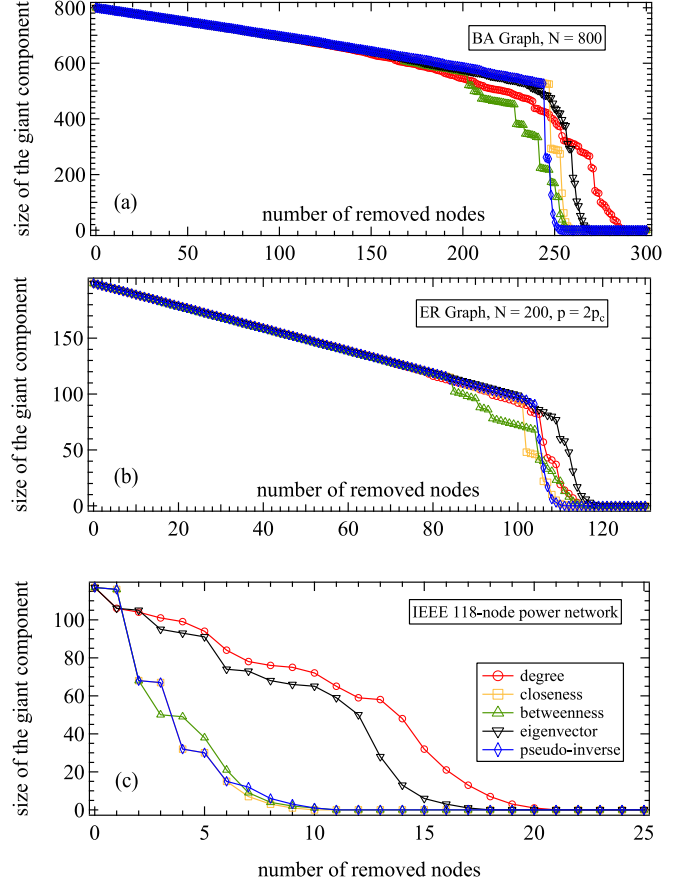 800
600
400
200
0
size of the giant component
BA Graph, N = 800
(a)
number of removed nodes
0 50 100 150 200 250 300
150
100
50
0
size of the giant component
ER Graph, N = 200, p = 2pc
(b)
number of removed nodes
0 20 40 60 80 100 120
100
80
60
40
20
0
size of the giant component
IEEE 118-node power network
degree
closeness
betweenness
eigenvector
pseudo-inverse
(c)
0 5 10 15 20 25
number of removed nodes